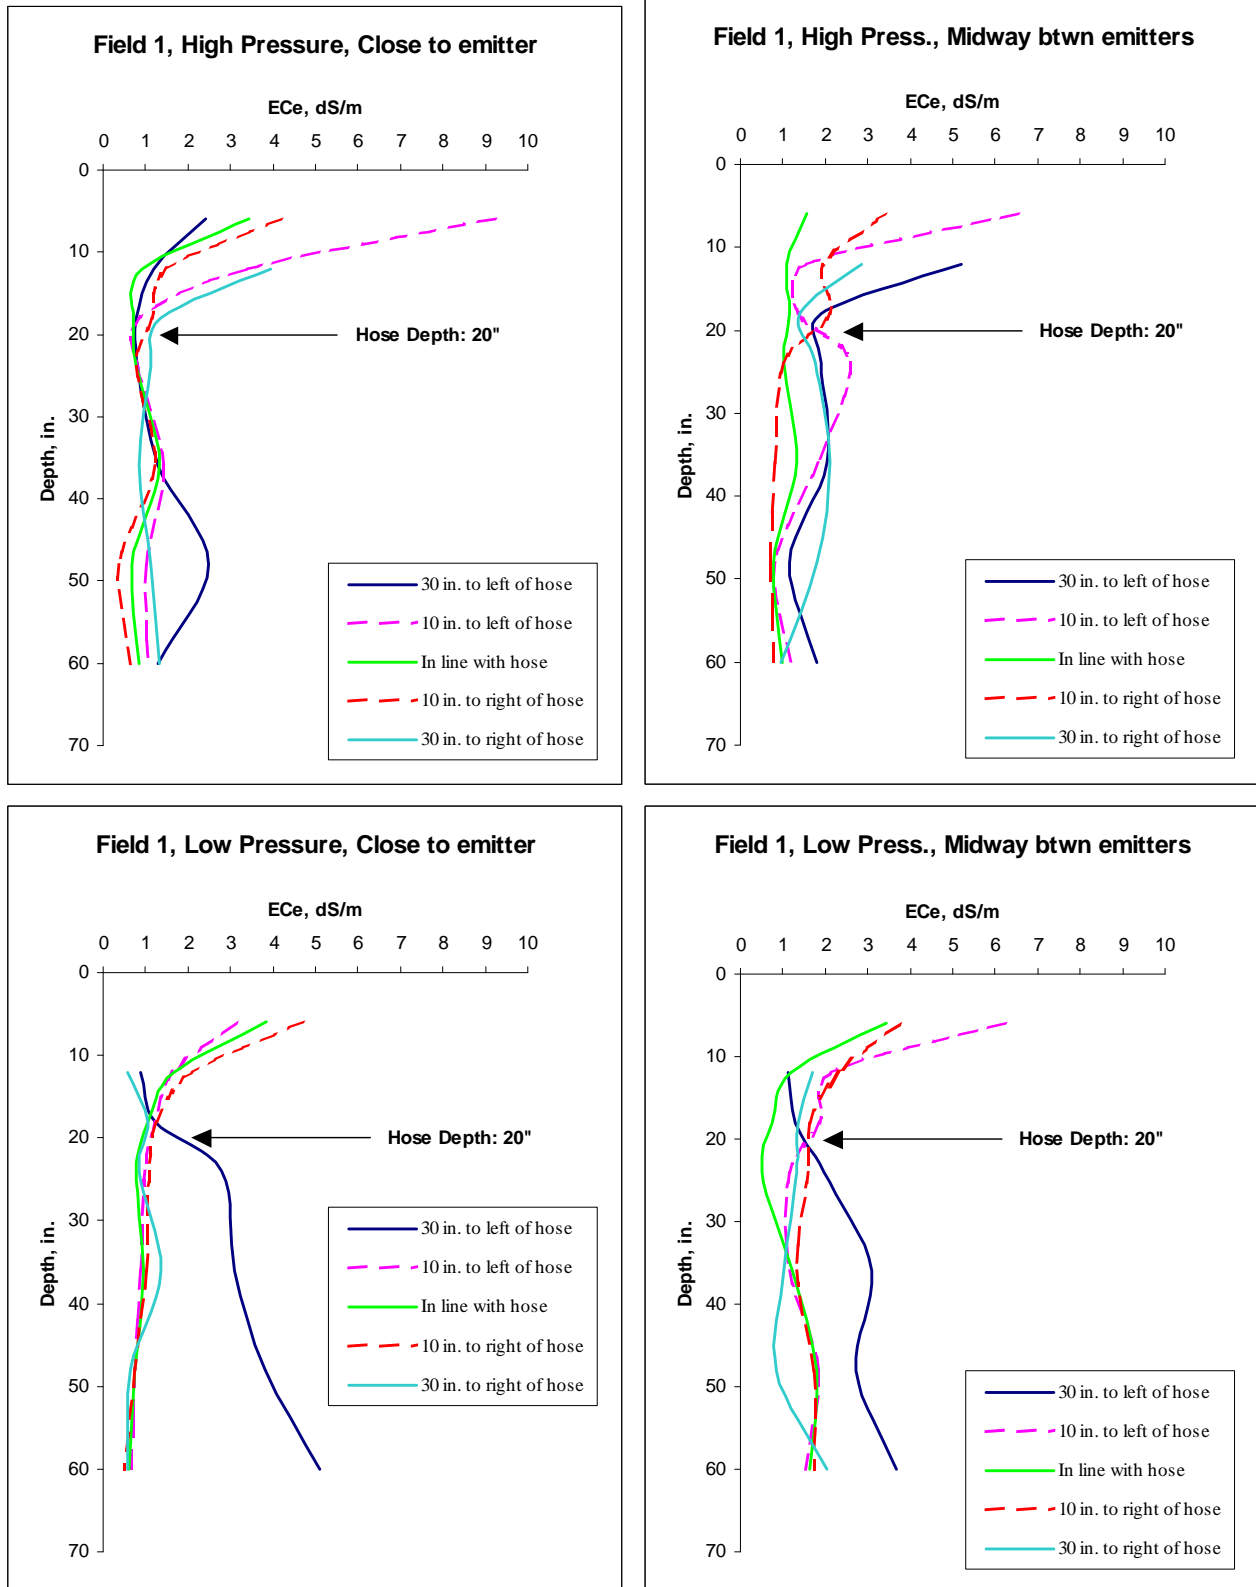 Field 1, High Pressure, Close to emitter
ECe, dS/m
0 1 2 3 4 5 6 7 8 9 10
0
10
20
30
40
50
60
70
Depth, in.
Hose Depth: 20"
30 in. to left of hose
10 in. to left of hose
In line with hose
10 in. to right of hose
30 in. to right of hose
Field 1, High Press., Midway btwn emitters
ECe, dS/m
0 1 2 3 4 5 6 7 8 9 10
0
10
20
30
40
50
60
70
Depth, in.
Hose Depth: 20"
30 in. to left of hose
10 in. to left of hose
In line with hose
10 in. to right of hose
30 in. to right of hose
Field 1, Low Pressure, Close to emitter
ECe, dS/m
0 1 2 3 4 5 6 7 8 9 10
0
10
20
30
40
50
60
70
Depth, in.
Hose Depth: 20"
30 in. to left of hose
10 in. to left of hose
In line with hose
10 in. to right of hose
30 in. to right of hose
Field 1, Low Press., Midway btwn emitters
ECe, dS/m
0 1 2 3 4 5 6 7 8 9 10
0
10
20
30
40
50
60
70
Depth, in.
Hose Depth: 20"
30 in. to left of hose
10 in. to left of hose
In line with hose
10 in. to right of hose
30 in. to right of hose